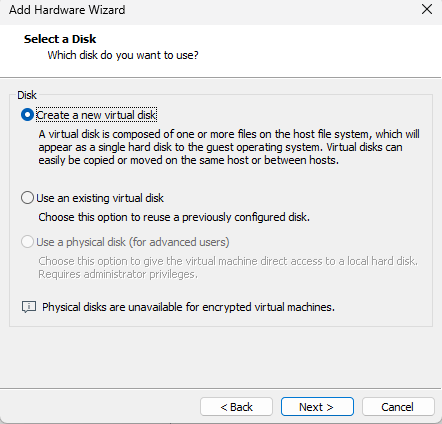 Add Hardware Wizard
Select a Disk
Which disk do you want to use?
Disk
Create a new virtual disk
A virtual disk is composed of one or more files on the host file system, which will
appear as a single hard disk to the guest operating system. Virtual disks can
easily be copied or moved on the same host or between hosts.
Use an existing virtual disk
Choose this option to reuse a previously configured disk.
Use a physical disk (for advanced users)
Choose this option to give the virtual machine direct access to a local hard disk.
Requires administrator privileges.
Physical disks are unavailable for encrypted virtual machines.
< Back
Next >
Cancel